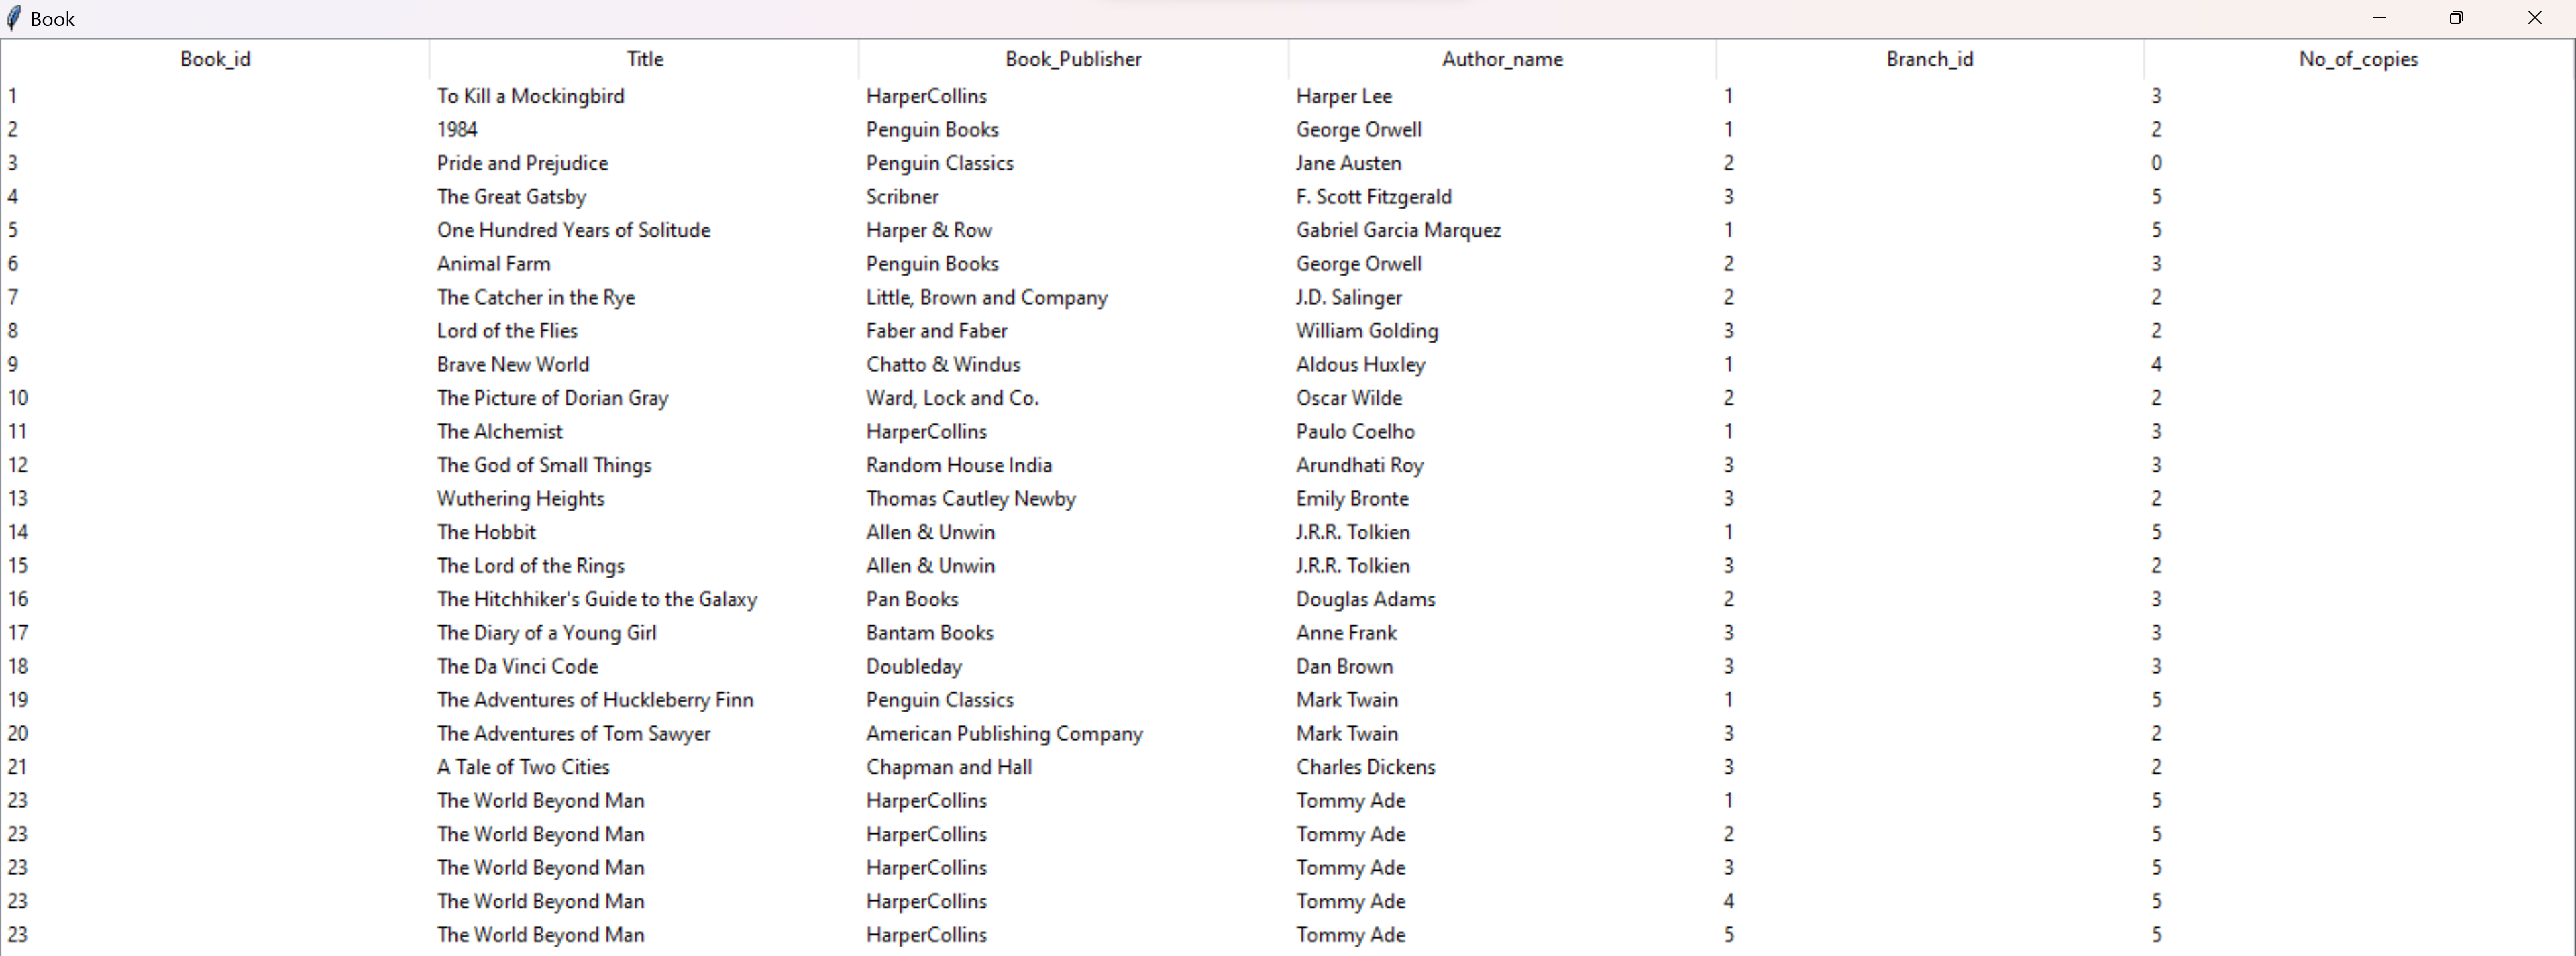 Book
Book_id Title Book_Publisher Author_name Branch_id No_of_copies
1 To Kill a Mockingbird HarperCollins Harper Lee 1 3
2 1984 Penguin Books George Orwell 1 2
3 Pride and Prejudice Penguin Classics Jane Austen 2 0
4 The Great Gatsby Scribner F. Scott Fitzgerald 3 5
5 One Hundred Years of Solitude Harper & Row Gabriel Garcia Marquez 1 5
6 Animal Farm Penguin Books George Orwell 2 3
7 The Catcher in the Rye Little, Brown and Company J.D. Salinger 2 2
8 Lord of the Flies Faber and Faber William Golding 3 2
9 Brave New World Chatto & Windus Aldous Huxley 1 4
10 The Picture of Dorian Gray Ward, Lock and Co. Oscar Wilde 2 2
11 The Alchemist HarperCollins Paulo Coelho 1 3
12 The God of Small Things Random House India Arundhati Roy 3 3
13 Wuthering Heights Thomas Cautley Newby Emily Bronte 3 2
14 The Hobbit Allen & Unwin J.R.R. Tolkien 1 5
15 The Lord of the Rings Allen & Unwin J.R.R. Tolkien 3 2
16 The Hitchhiker's Guide to the Galaxy Pan Books Douglas Adams 2 3
17 The Diary of a Young Girl Bantam Books Anne Frank 3 3
18 The Da Vinci Code Doubleday Dan Brown 3 3
19 The Adventures of Huckleberry Finn Penguin Classics Mark Twain 1 5
20 The Adventures of Tom Sawyer American Publishing Company Mark Twain 3 2
21 A Tale of Two Cities Chapman and Hall Charles Dickens 3 2
23 The World Beyond Man HarperCollins Tommy Ade 1 5
23 The World Beyond Man HarperCollins Tommy Ade 2 5
23 The World Beyond Man HarperCollins Tommy Ade 3 5
23 The World Beyond Man HarperCollins Tommy Ade 4 5
23 The World Beyond Man HarperCollins Tommy Ade 5 5